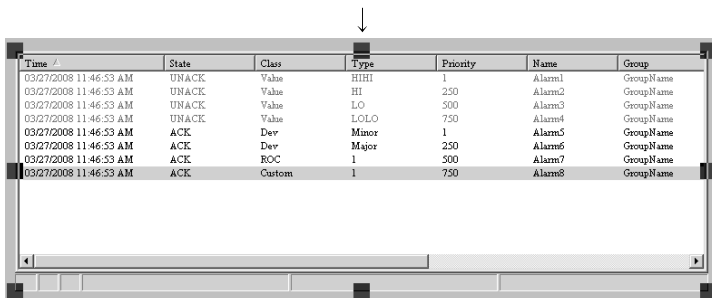 Time State Class Type Priority Name Group
03/27/2008 11:46:53 AM UNACK Value HIHI 1 Alarm1 GroupName
03/27/2008 11:46:53 AM UNACK Value HI 250 Alarm2 GroupName
03/27/2008 11:46:53 AM UNACK Value LO 500 Alarm3 GroupName
03/27/2008 11:46:53 AM UNACK Value LOLO 750 Alarm4 GroupName
03/27/2008 11:46:53 AM ACK Dev Minor 1 Alarm5 GroupName
03/27/2008 11:46:53 AM ACK Dev Major 250 Alarm6 GroupName
03/27/2008 11:46:53 AM ACK ROC 1 500 Alarm7 GroupName
03/27/2008 11:46:53 AM ACK Custom 1 750 Alarm8 GroupName